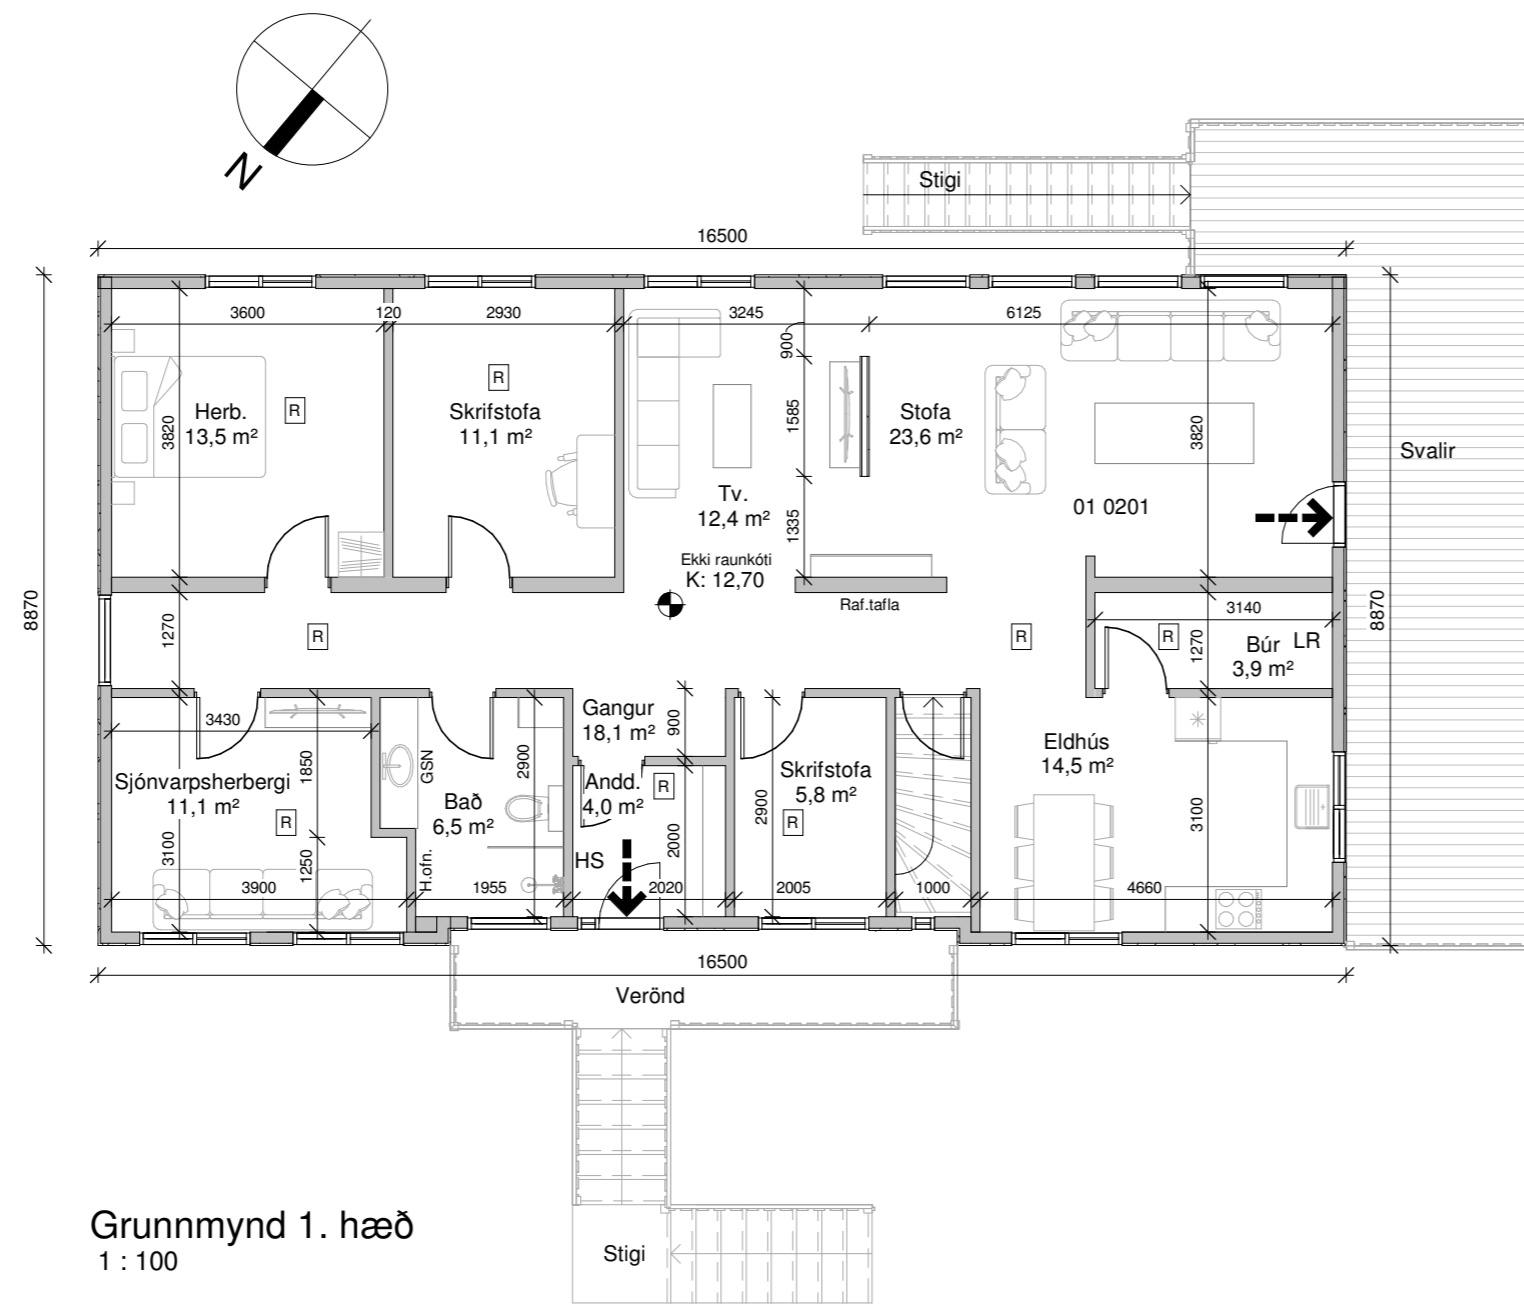 N
Stigi
16500
3600
120
2930
3245
6125
900
Herb.
13,5 m²
3820
R
R
Skrifstofa
11,1 m²
1585
Stofa
23,6 m²
3820
Svalir
Tv.
12,4 m²
1335
01 0201
Ekki raunkóti
K: 12,70
Raf.tafla
8870
8870
1270
R
R
3140
R
1270
Búr
LR
3,9 m²
3430
Gangur
18,1 m²
900
Eldhús
14,5 m²
Sjónvarpsherbergi
11,1 m²
1850
GSN
2900
Andd.
4,0 m²
R
Skrifstofa
5,8 m²
Bað
6,5 m²
R
R
2900
3100
3100
1250
H.ofn.
HS
2000
3900
1955
2020
2005
1000
4660
16500
Verönd
Stigi
Grunnmynd 1. hæð
1 : 100